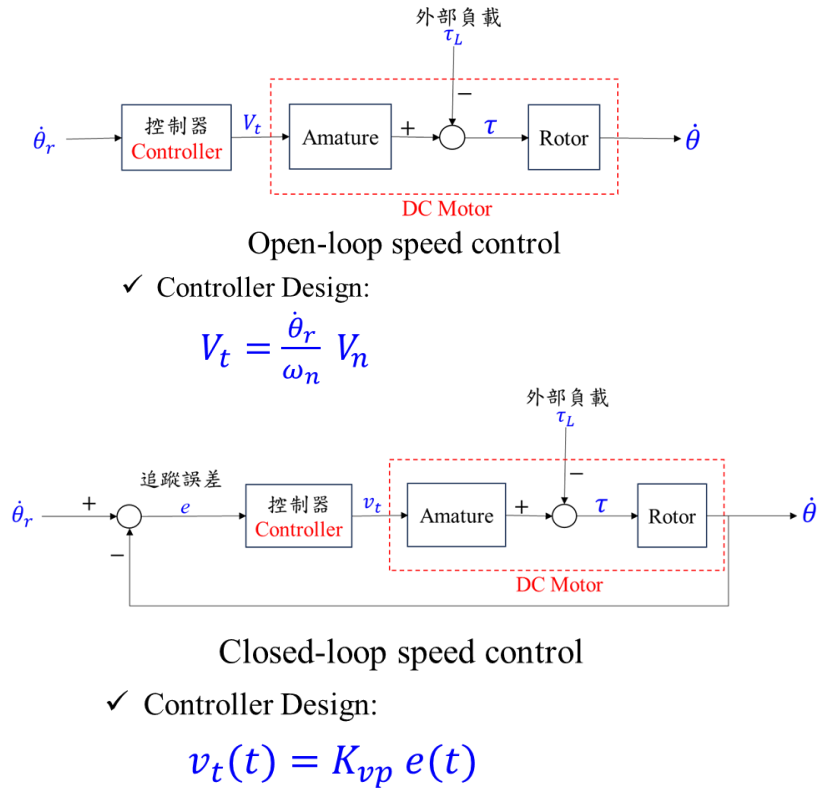 外部負載
τ_L
−
θ̇_r
控制器
Controller
V_t
Amature
+
τ
Rotor
θ̇
DC Motor
Open-loop speed control
✓ Controller Design:
V_t = θ̇_r/ω_n V_n
外部負載
τ_L
−
追蹤誤差
θ̇_r
+
e
控制器
Controller
v_t
Amature
+
τ
Rotor
θ̇
−
DC Motor
Closed-loop speed control
✓ Controller Design:
v_t(t) = K_vp e(t)